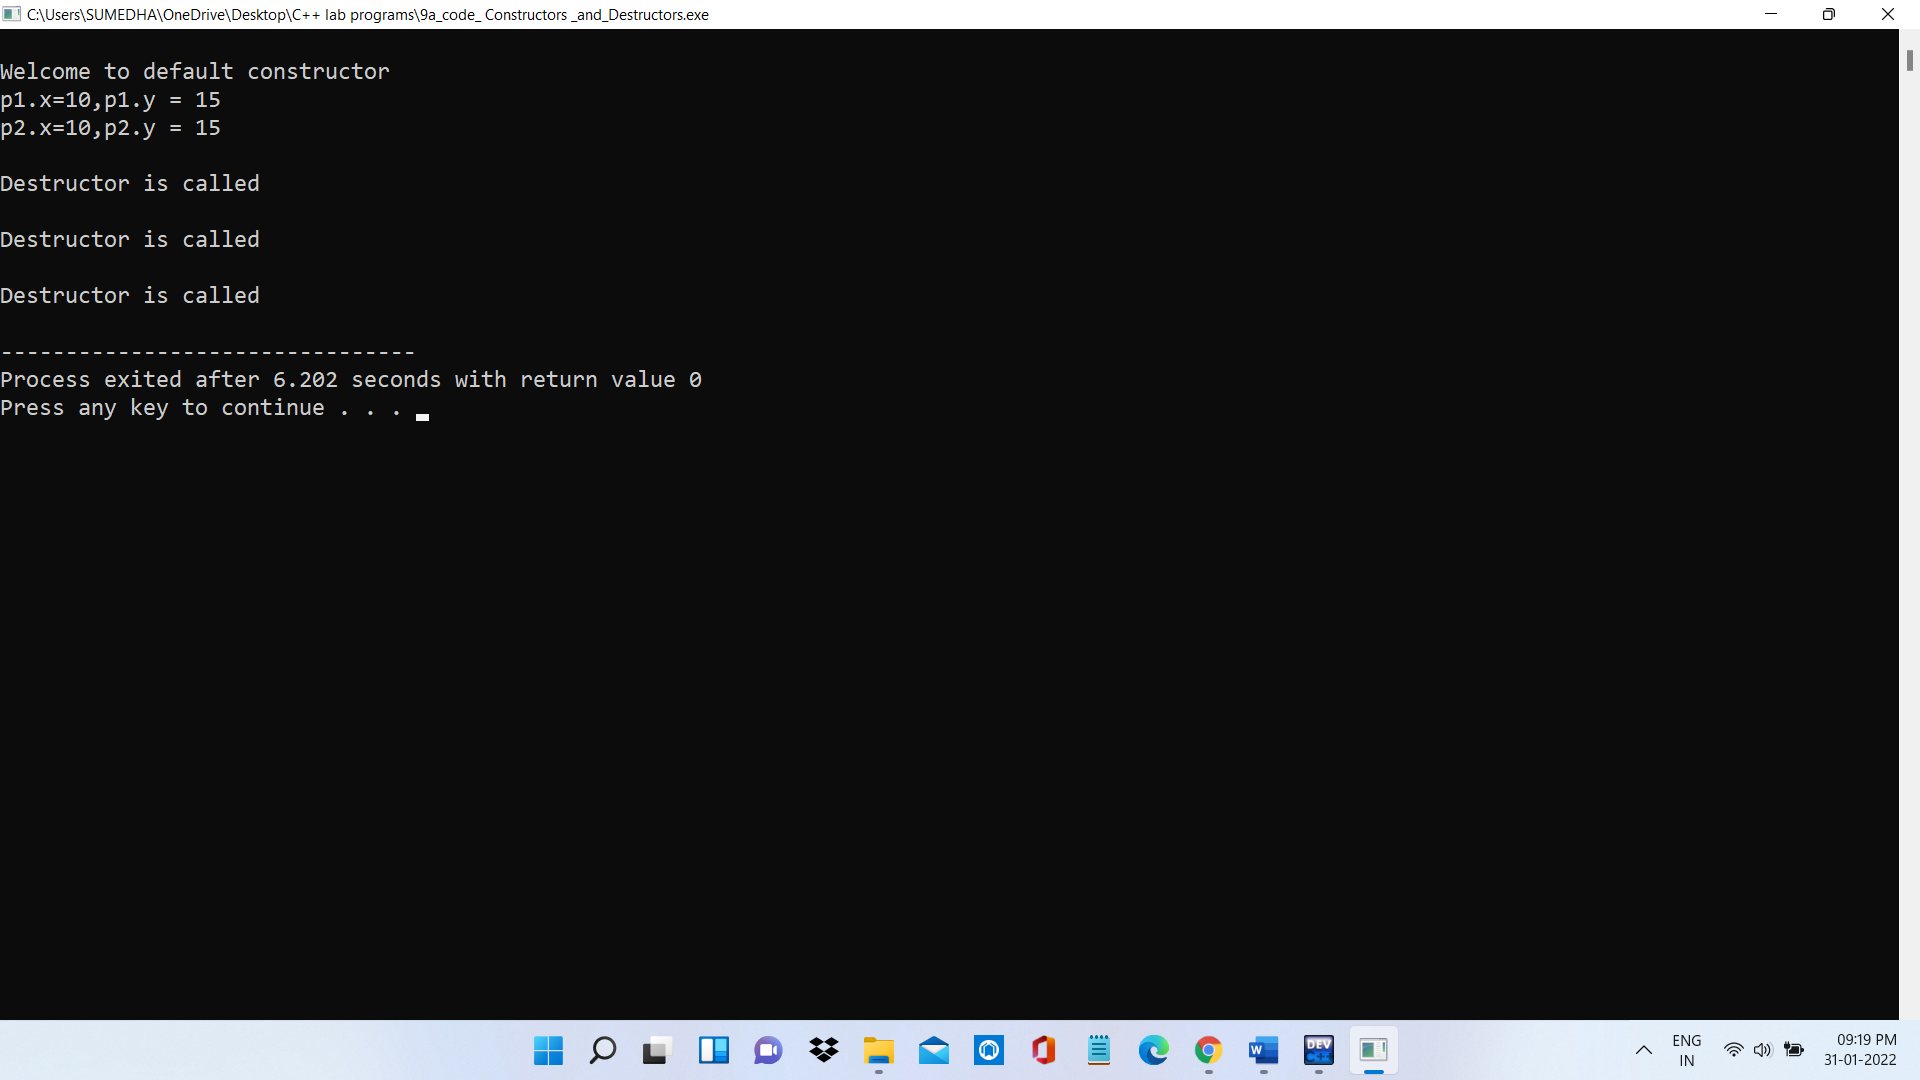 C:\Users\SUMEDHA\OneDrive\Desktop\C++ lab programs\9a_code_ Constructors _and_Destructors.exe
Welcome to default constructor
p1.x=10,p1.y = 15
p2.x=10,p2.y = 15
Destructor is called
Destructor is called
Destructor is called
--------------------------------
Process exited after 6.202 seconds with return value 0
Press any key to continue . . .
W
DEV
C++
ENG
IN
09:19 PM
31-01-2022